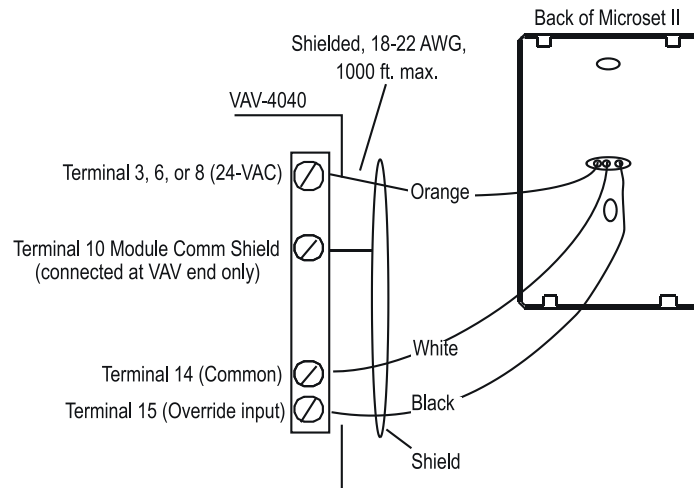 Back of Microset II
Shielded, 18-22 AWG,
1000 ft. max.
VAV-4040
Terminal 3, 6, or 8 (24-VAC)
Orange
Terminal 10 Module Comm Shield
(connected at VAV end only)
White
Terminal 14 (Common)
Black
Terminal 15 (Override input)
Shield